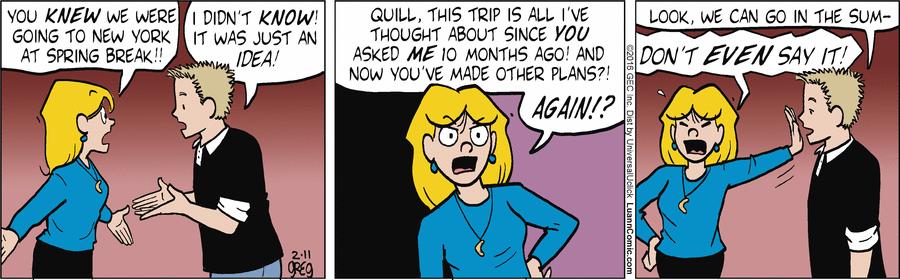 YOU KNEW WE WERE
GOING TO NEW YORK
AT SPRING BREAK!!
I DIDN'T KNOW!
IT WAS JUST AN
IDEA!
2-11
GREG
QUILL, THIS TRIP IS ALL I'VE
THOUGHT ABOUT SINCE YOU
ASKED ME 10 MONTHS AGO! AND
NOW YOU'VE MADE OTHER PLANS?!
AGAIN!?
©2016 GEC Inc. Dist by UniversalUclick LuannComic.com
LOOK, WE CAN GO IN THE SUM-
DON'T EVEN SAY IT!